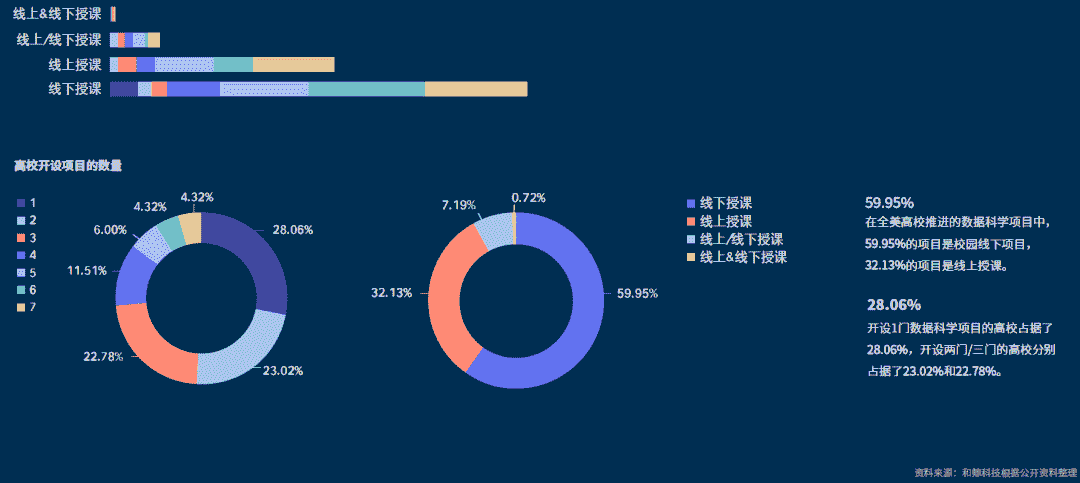 线上&线下授课
线上/线下授课
线上授课
线下授课
高校开设项目的数量
1
2
3
4
5
6
7
4.32%
4.32%
6.00%
11.51%
22.78%
23.02%
28.06%
0.72%
7.19%
32.13%
59.95%
线下授课
线上授课
线上/线下授课
线上&线下授课
59.95%
在全美高校推进的数据科学项目中，
59.95%的项目是校园线下项目，
32.13%的项目是线上授课。
28.06%
开设1门数据科学项目的高校占据了
28.06%，开设两门/三门的高校分别
占据了23.02%和22.78%。
资料来源：和鲸科技根据公开资料整理